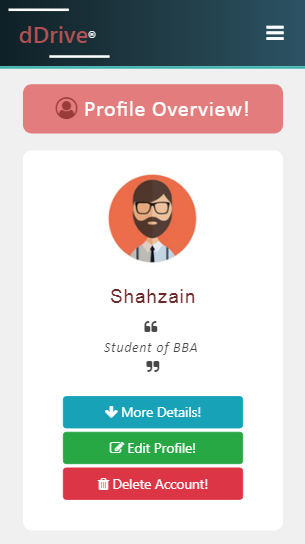 dDrive®
Profile Overview!
Shahzain
❝
Student of BBA
❞
More Details!
Edit Profile!
Delete Account!